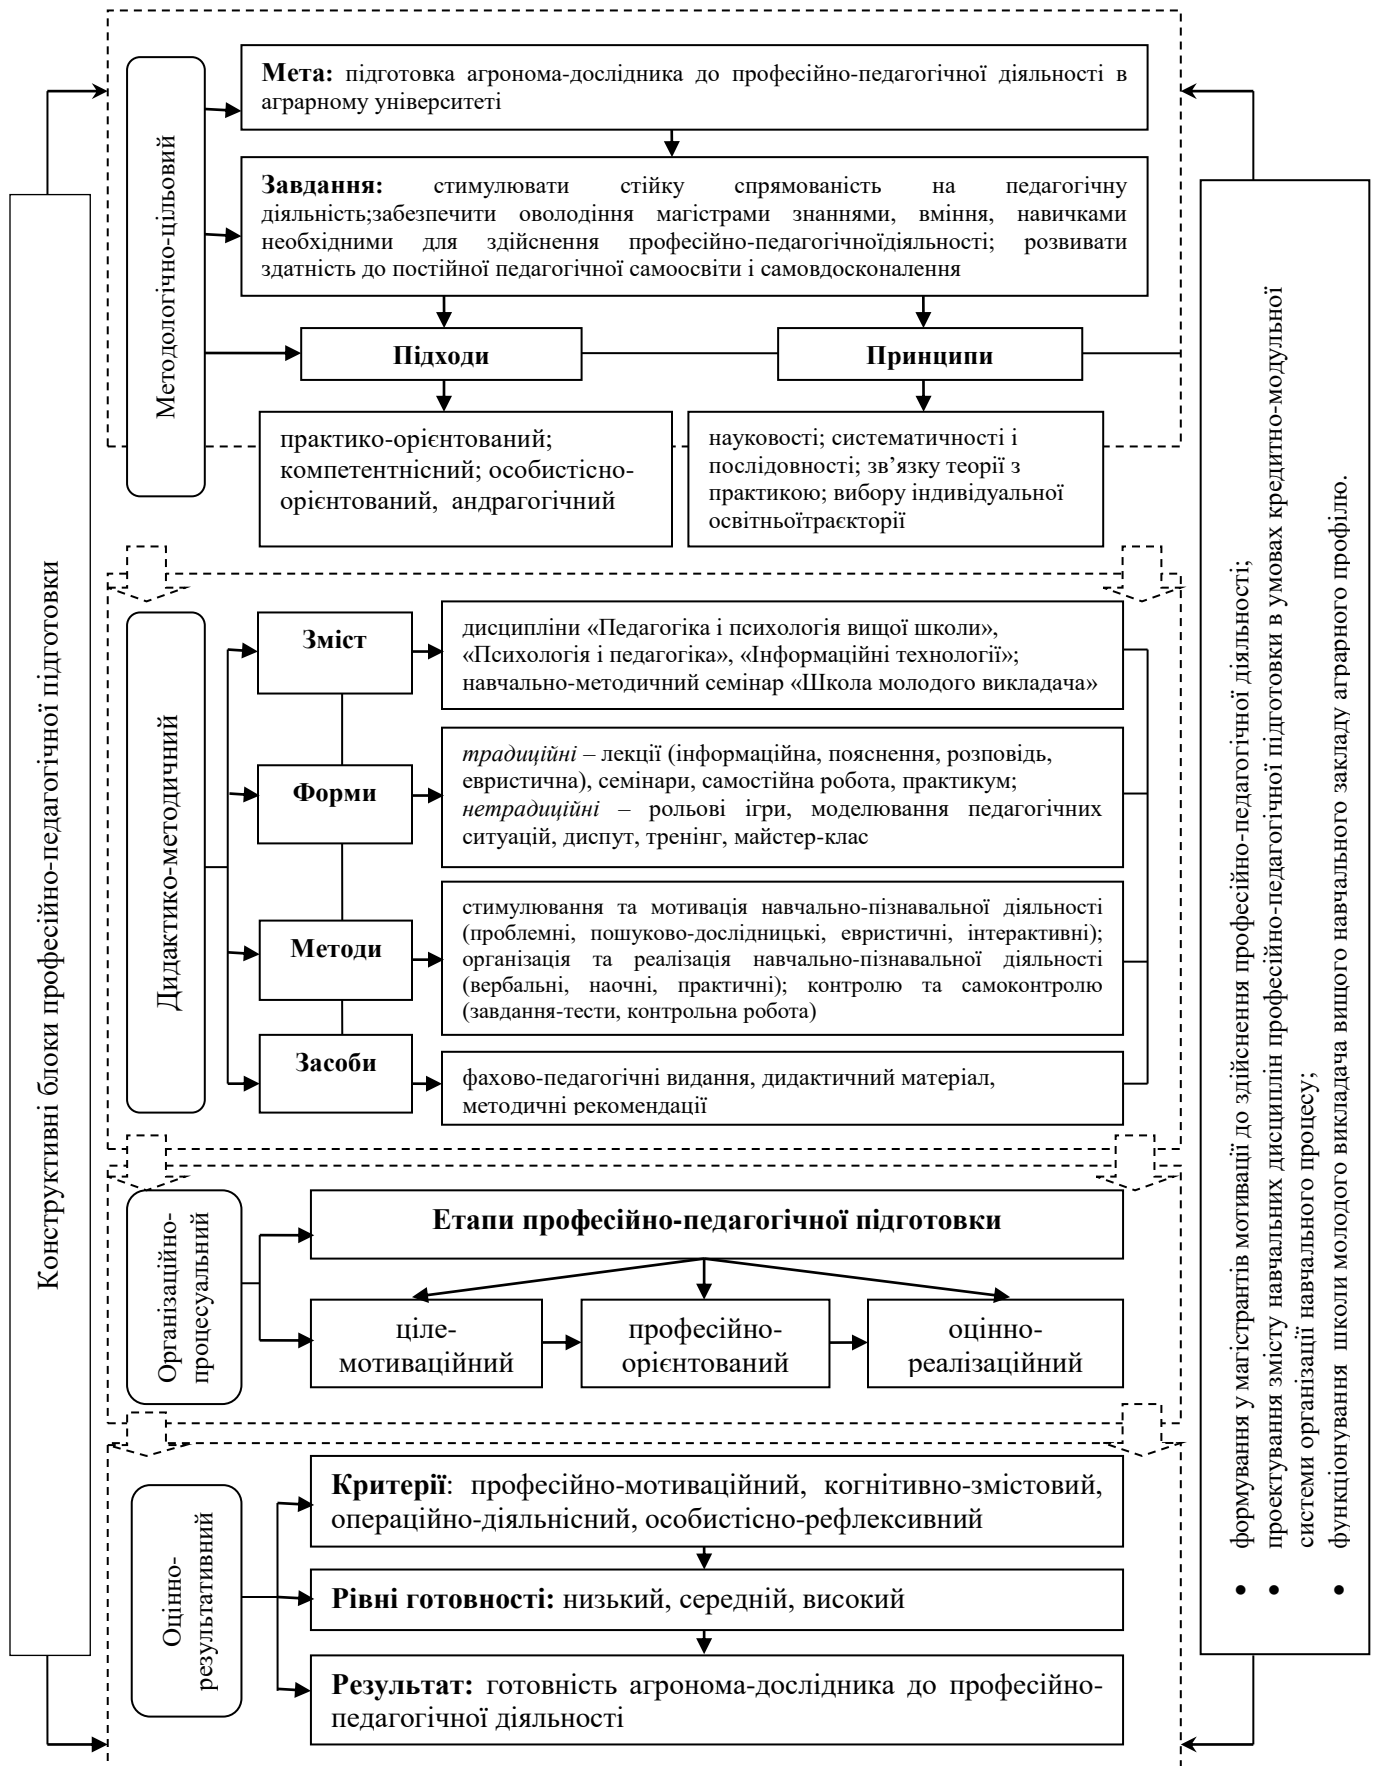 Конструктивні блоки професійно-педагогічної підготовки
Методологічно-цільовий
Мета: підготовка агронома-дослідника до професійно-педагогічної діяльності в
аграрному університеті
Завдання: стимулювати стійку спрямованість на педагогічну
діяльність;забезпечити оволодіння магістрами знаннями, вміння, навичками
необхідними для здійснення професійно-педагогічноїдіяльності; розвивати
здатність до постійної педагогічної самоосвіти і самовдосконалення
Підходи
Принципи
практико-орієнтований;
компетентнісний; особистісно-
орієнтований, андрагогічний
науковості; систематичності і
послідовності; зв’язку теорії з
практикою; вибору індивідуальної
освітньоїтраєкторії
Дидактико-методичний
Зміст
дисципліни «Педагогіка і психологія вищої школи»,
«Психологія і педагогіка», «Інформаційні технології»;
навчально-методичний семінар «Школа молодого викладача»
Форми
традиційні – лекції (інформаційна, пояснення, розповідь,
евристична), семінари, самостійна робота, практикум;
нетрадиційні – рольові ігри, моделювання педагогічних
ситуацій, диспут, тренінг, майстер-клас
Методи
стимулювання та мотивація навчально-пізнавальної діяльності
(проблемні, пошуково-дослідницькі, евристичні, інтерактивні);
організація та реалізація навчально-пізнавальної діяльності
(вербальні, наочні, практичні); контролю та самоконтролю
(завдання-тести, контрольна робота)
Засоби
фахово-педагогічні видання, дидактичний матеріал,
методичні рекомендації
Організаційно-
процесуальний
Етапи професійно-педагогічної підготовки
ціле-
мотиваційний
професійно-
орієнтований
оцінно-
реалізаційний
Оцінно-
результативний
Критерії: професійно-мотиваційний, когнітивно-змістовий,
операційно-діяльнісний, особистісно-рефлексивний
Рівні готовності: низький, середній, високий
Результат: готовність агронома-дослідника до професійно-
педагогічної діяльності
• формування у магістрантів мотивації до здійснення професійно-педагогічної діяльності;
• проектування змісту навчальних дисциплін професійно-педагогічної підготовки в умовах кредитно-модульної
системи організації навчального процесу;
• функціонування школи молодого викладача вищого навчального закладу аграрного профілю.